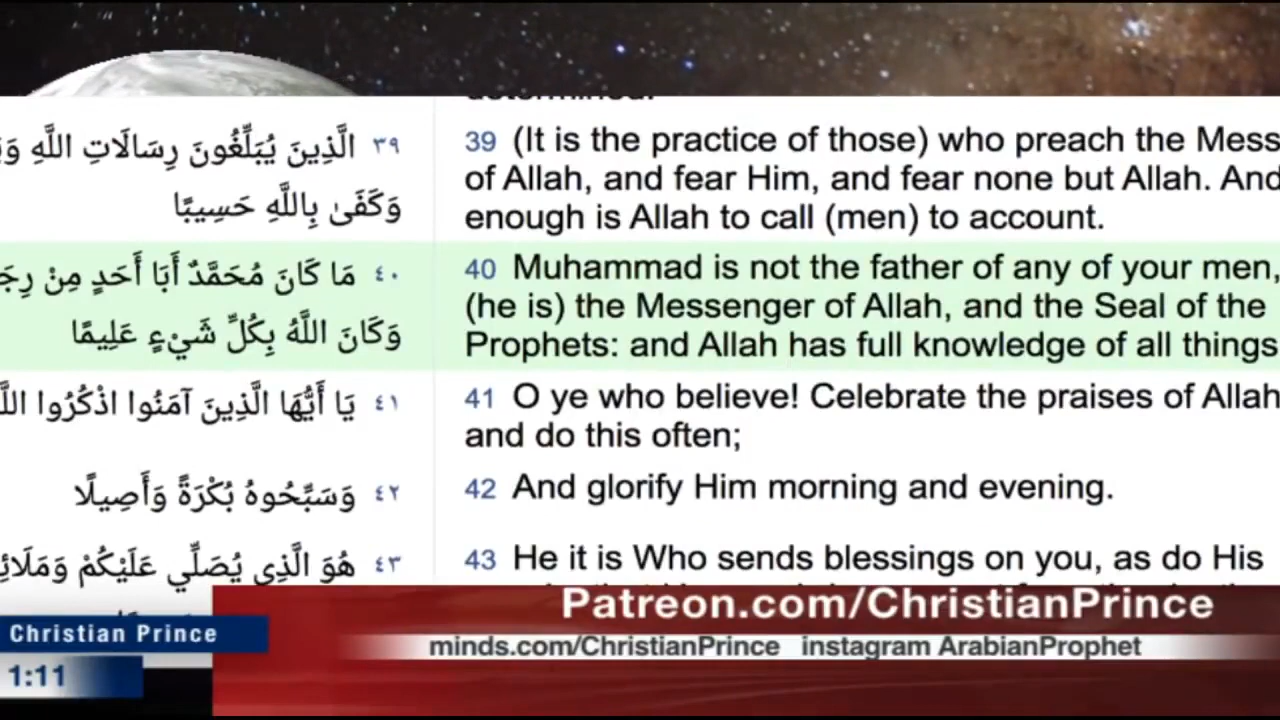 ٣٩ الَّذِينَ يُبَلِّغُونَ رِسَالَاتِ اللَّهِ
وَكَفَىٰ بِاللَّهِ حَسِيبًا
٤٠ مَا كَانَ مُحَمَّدٌ أَبَا أَحَدٍ مِنْ
وَكَانَ اللَّهُ بِكُلِّ شَيْءٍ عَلِيمًا
٤١ يَا أَيُّهَا الَّذِينَ آمَنُوا اذْكُرُوا
٤٢ وَسَبِّحُوهُ بُكْرَةً وَأَصِيلًا
٤٣ هُوَ الَّذِي يُصَلِّي عَلَيْكُمْ
39 (It is the practice of those) who preach the Mess
of Allah, and fear Him, and fear none but Allah. And
enough is Allah to call (men) to account.
40 Muhammad is not the father of any of your men,
(he is) the Messenger of Allah, and the Seal of the
Prophets: and Allah has full knowledge of all things
41 O ye who believe! Celebrate the praises of Allah
and do this often;
42 And glorify Him morning and evening.
43 He it is Who sends blessings on you, as do His
Patreon.com/ChristianPrince
Christian Prince
minds.com/ChristianPrince instagram ArabianProphet
1:11